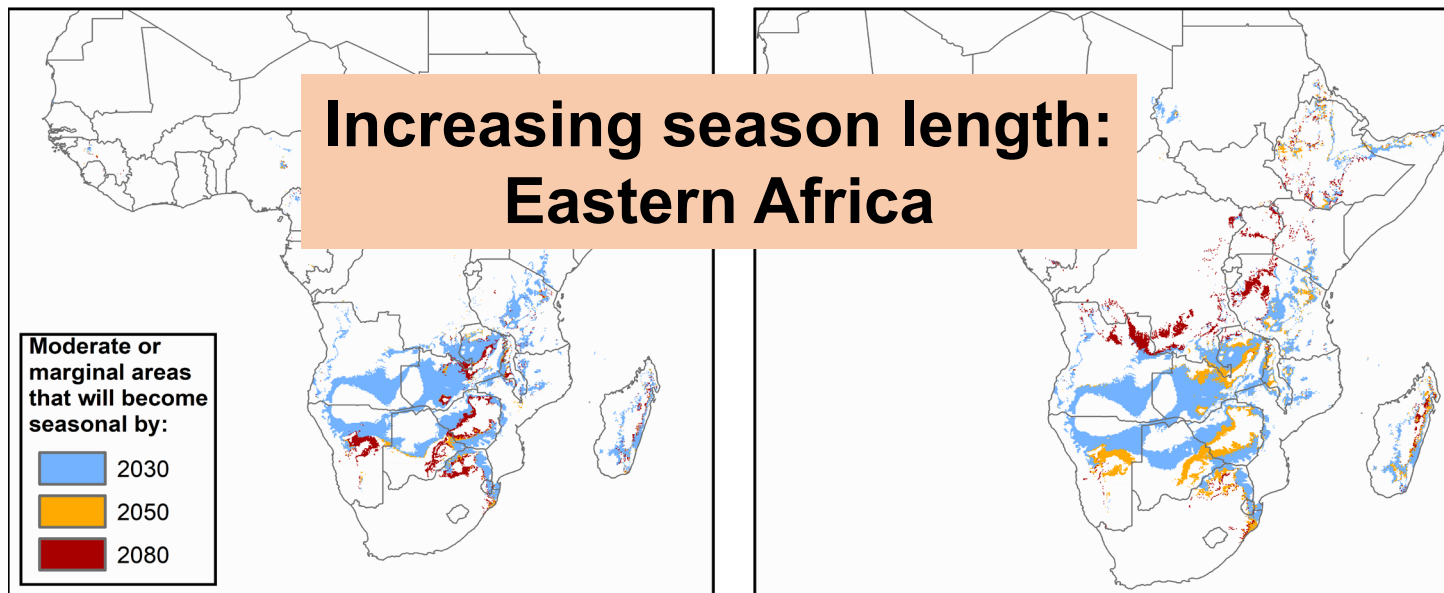 Increasing season length:
Eastern Africa
Moderate or
marginal areas
that will become
seasonal by:
2030
2050
2080